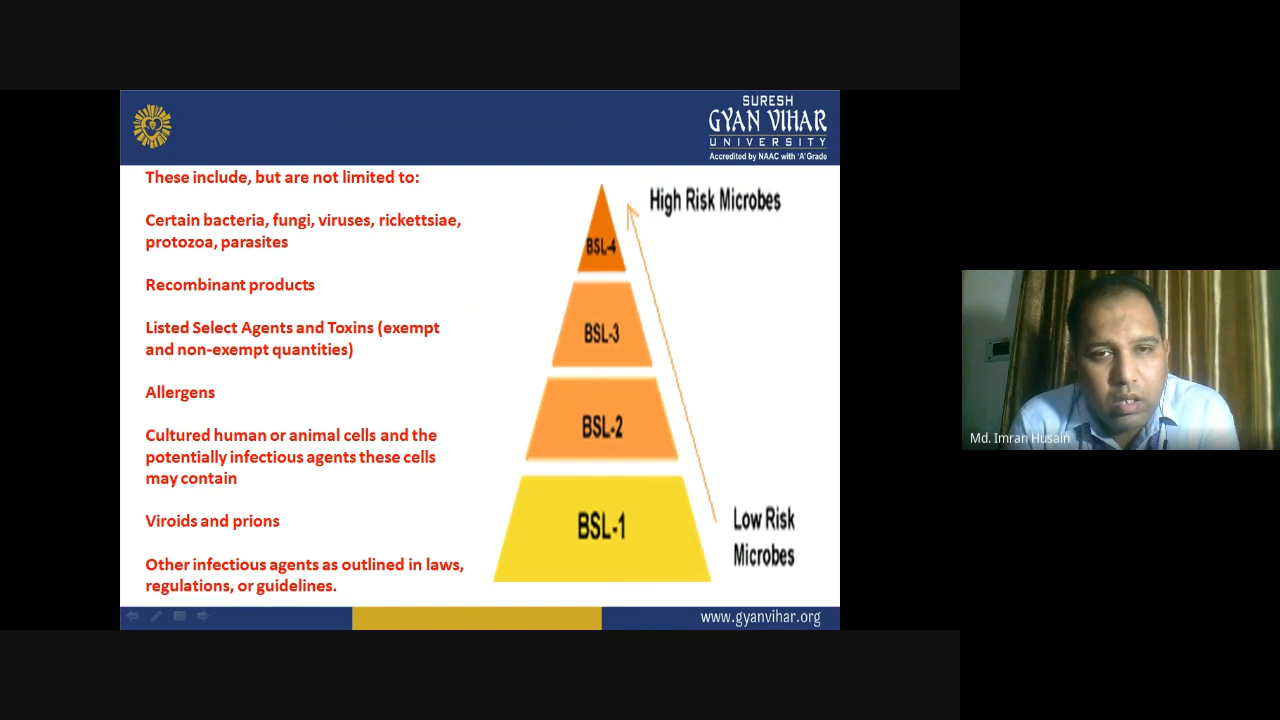 SURESH
GYAN VIHAR
UNIVERSITY
Accredited by NAAC with 'A' Grade
These include, but are not limited to:
Certain bacteria, fungi, viruses, rickettsiae,
protozoa, parasites
Recombinant products
Listed Select Agents and Toxins (exempt
and non-exempt quantities)
Allergens
Cultured human or animal cells and the
potentially infectious agents these cells
may contain
Viroids and prions
Other infectious agents as outlined in laws,
regulations, or guidelines.
High Risk Microbes
BSL-4
BSL-3
BSL-2
BSL-1
Low Risk
Microbes
www.gyanvihar.org
Md. Imran Husain